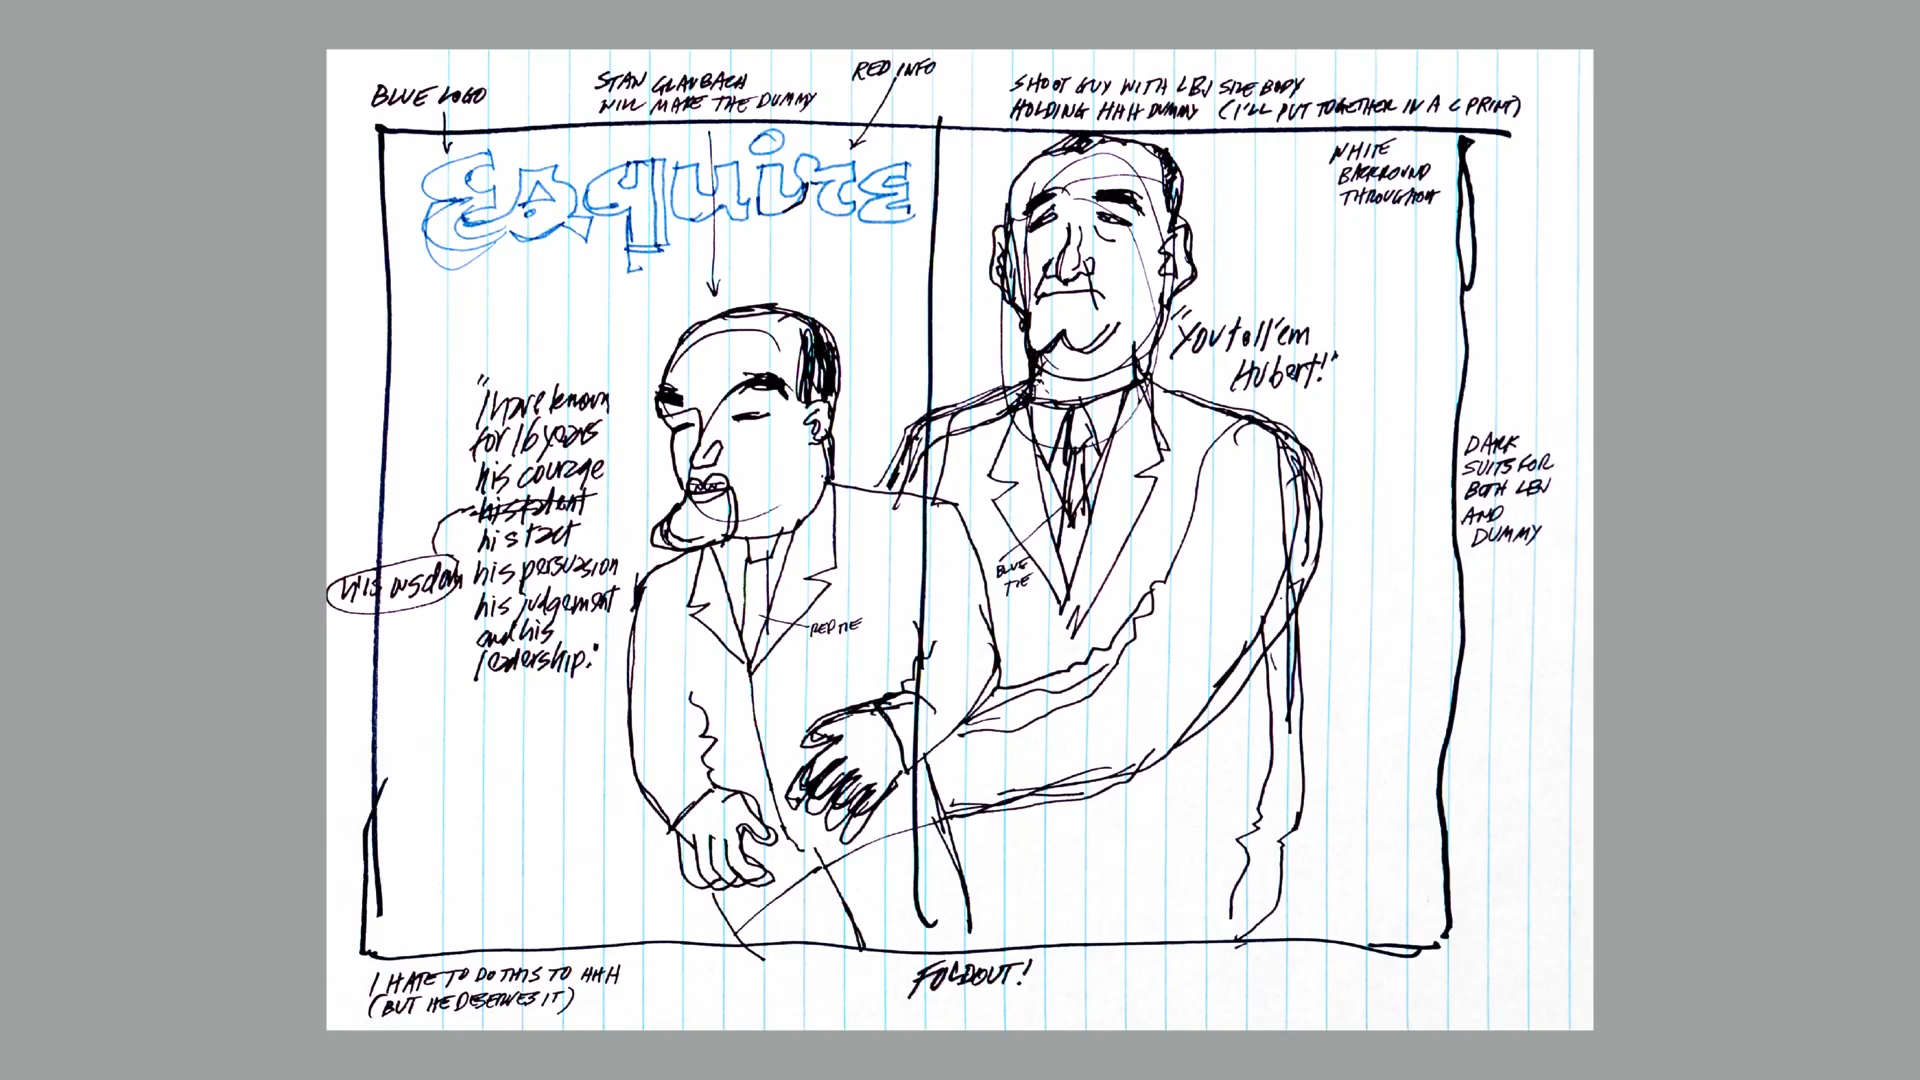 BLUE LOGO
STAN GLAUBACH
WILL MAKE THE DUMMY
RED INFO
SHOOT GUY WITH LBJ SIZE BODY
HOLDING HHH DUMMY (I'LL PUT TOGETHER IN A C PRINT)
Esquire
WHITE
BACKROUND
THROUGHOUT
"You tell 'em
Hubert!"
"I have known
for 16 years
his courage
his talent
his tact
his wisdom
his persuasion
his judgement
and his
leadership."
DARK
SUITS FOR
BOTH LBJ
AND
DUMMY
BLUE
TIE
RED TIE
I HATE TO DO THIS TO HHH
(BUT HE DESERVES IT)
FOLDOUT!